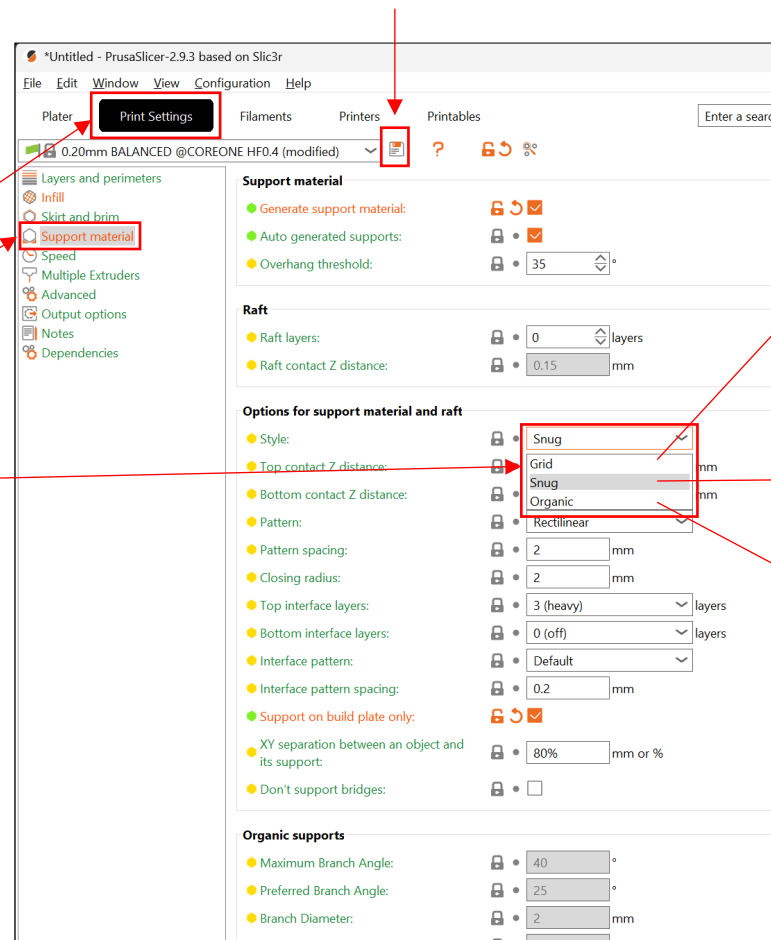 *Untitled - PrusaSlicer-2.9.3 based on Slic3r
File Edit Window View Configuration Help
Plater Print Settings Filaments Printers Printables Enter a searc
0.20mm BALANCED @COREONE HF0.4 (modified) ?
Layers and perimeters
Infill
Skirt and brim
Support material
Speed
Multiple Extruders
Advanced
Output options
Notes
Dependencies
Support material
Generate support material:
Auto generated supports:
Overhang threshold: 35 °
Raft
Raft layers: 0 layers
Raft contact Z distance: 0.15 mm
Options for support material and raft
Style: Snug
Grid
Snug
Organic
Top contact Z distance: mm
Bottom contact Z distance: mm
Pattern: Rectilinear
Pattern spacing: 2 mm
Closing radius: 2 mm
Top interface layers: 3 (heavy) layers
Bottom interface layers: 0 (off) layers
Interface pattern: Default
Interface pattern spacing: 0.2 mm
Support on build plate only:
XY separation between an object and
its support: 80% mm or %
Don't support bridges:
Organic supports
Maximum Branch Angle: 40 °
Preferred Branch Angle: 25 °
Branch Diameter: 2 mm